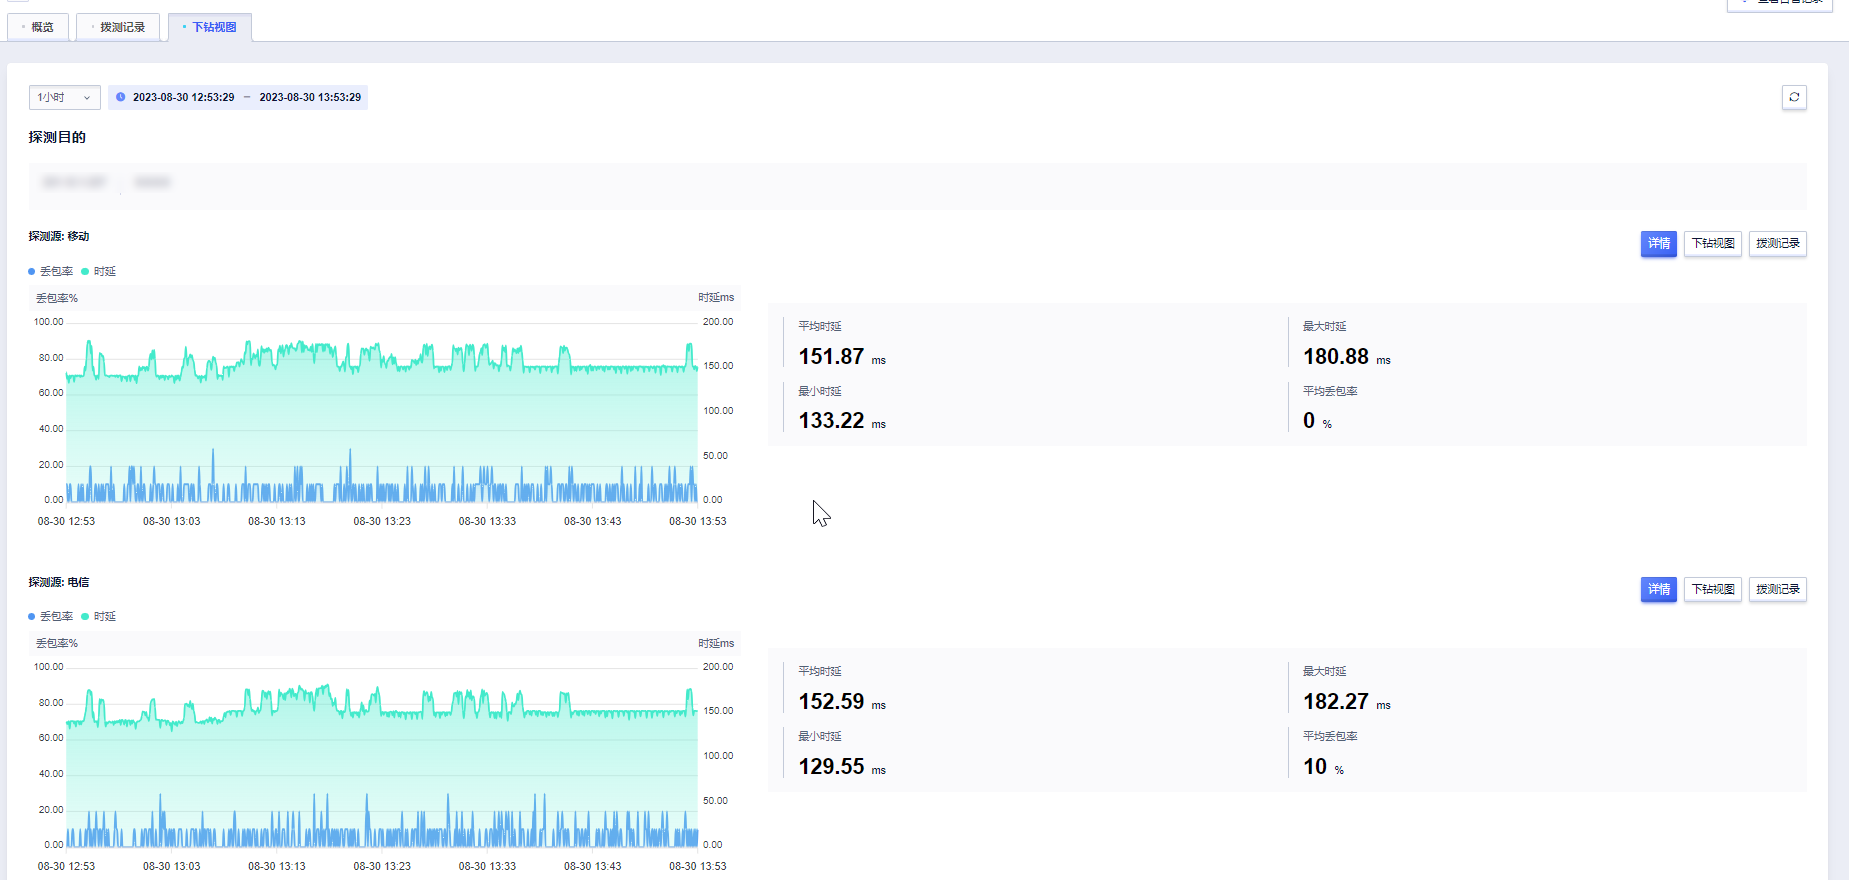 概览 拨测记录 下钻视图
1小时 2023-08-30 12:53:29 – 2023-08-30 13:53:29
探测目的
探测源: 移动
详情 下钻视图 拨测记录
丢包率 时延
丢包率% 时延ms
100.00 200.00
80.00 150.00
60.00
40.00 100.00
20.00 50.00
0.00 0.00
08-30 12:53 08-30 13:03 08-30 13:13 08-30 13:23 08-30 13:33 08-30 13:43 08-30 13:53
平均时延 最大时延
151.87 ms 180.88 ms
最小时延 平均丢包率
133.22 ms 0 %
探测源: 电信
详情 下钻视图 拨测记录
丢包率 时延
丢包率% 时延ms
100.00 200.00
80.00 150.00
60.00
40.00 100.00
20.00 50.00
0.00 0.00
08-30 12:53 08-30 13:03 08-30 13:13 08-30 13:23 08-30 13:33 08-30 13:43 08-30 13:53
平均时延 最大时延
152.59 ms 182.27 ms
最小时延 平均丢包率
129.55 ms 10 %